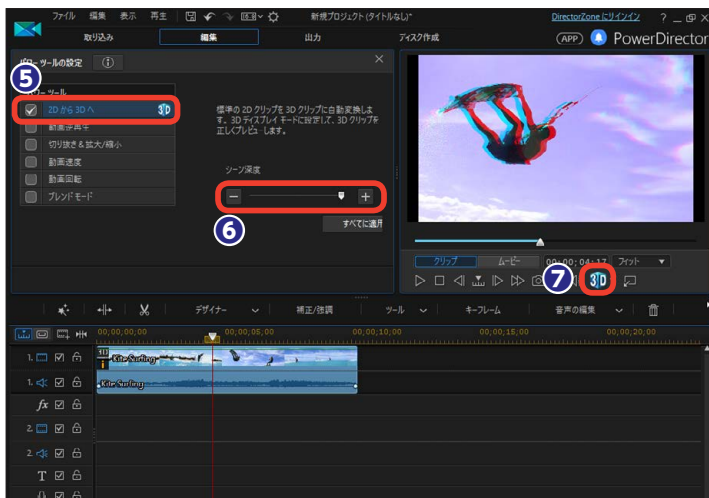 ファイル 編集 表示 再生 16:9 新規プロジェクト (タイトルなし)* DirectorZone にサインイン ?
取り込み 編集 出力 ディスク作成 APP PowerDirector
パワー ツールの設定
5
パワー ツール
2D から 3D へ 3D
動画逆再生
切り抜き & 拡大/縮小
動画速度
動画回転
ブレンドモード
標準の 2D クリップを 3D クリップに自動変換しま
す。3D ディスプレイ モードに設定して、3D クリップを
正しくプレビューします。
シーン深度
6
すべてに適用
クリップ ムービー 00;00;04;17 フィット
7
3D
デザイナー 補正/強調 ツール キーフレーム 音声の編集
00;00;00;00 00;00;05;00 00;00;10;00 00;00;15;00 00;00;20;00
1. Kite Surfing
1. Kite Surfing
fx
2.
2.
T